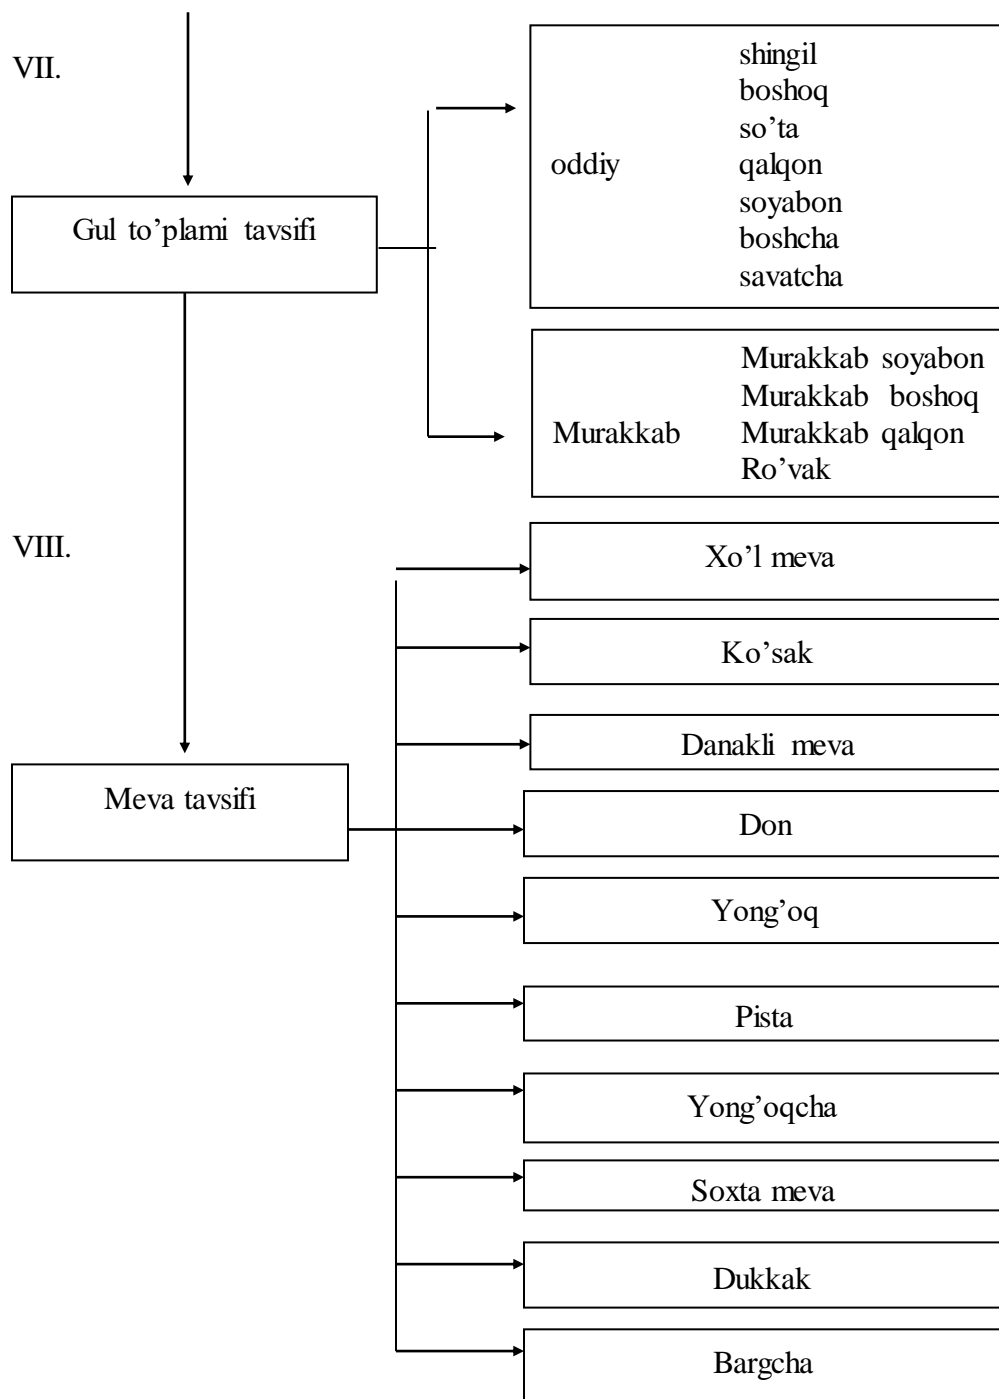 VII.
Gul to’plami tavsifi
oddiy
shingil
boshoq
so’ta
qalqon
soyabon
boshcha
savatcha
Murakkab
Murakkab soyabon
Murakkab boshoq
Murakkab qalqon
Ro’vak
VIII.
Meva tavsifi
Xo’l meva
Ko’sak
Danakli meva
Don
Yong’oq
Pista
Yong’oqcha
Soxta meva
Dukkak
Bargcha